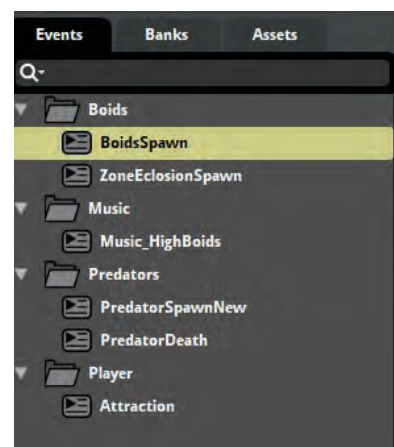 Events Banks Assets
Boids
BoidsSpawn
ZoneEclosionSpawn
Music
Music_HighBoids
Predators
PredatorSpawnNew
PredatorDeath
Player
Attraction